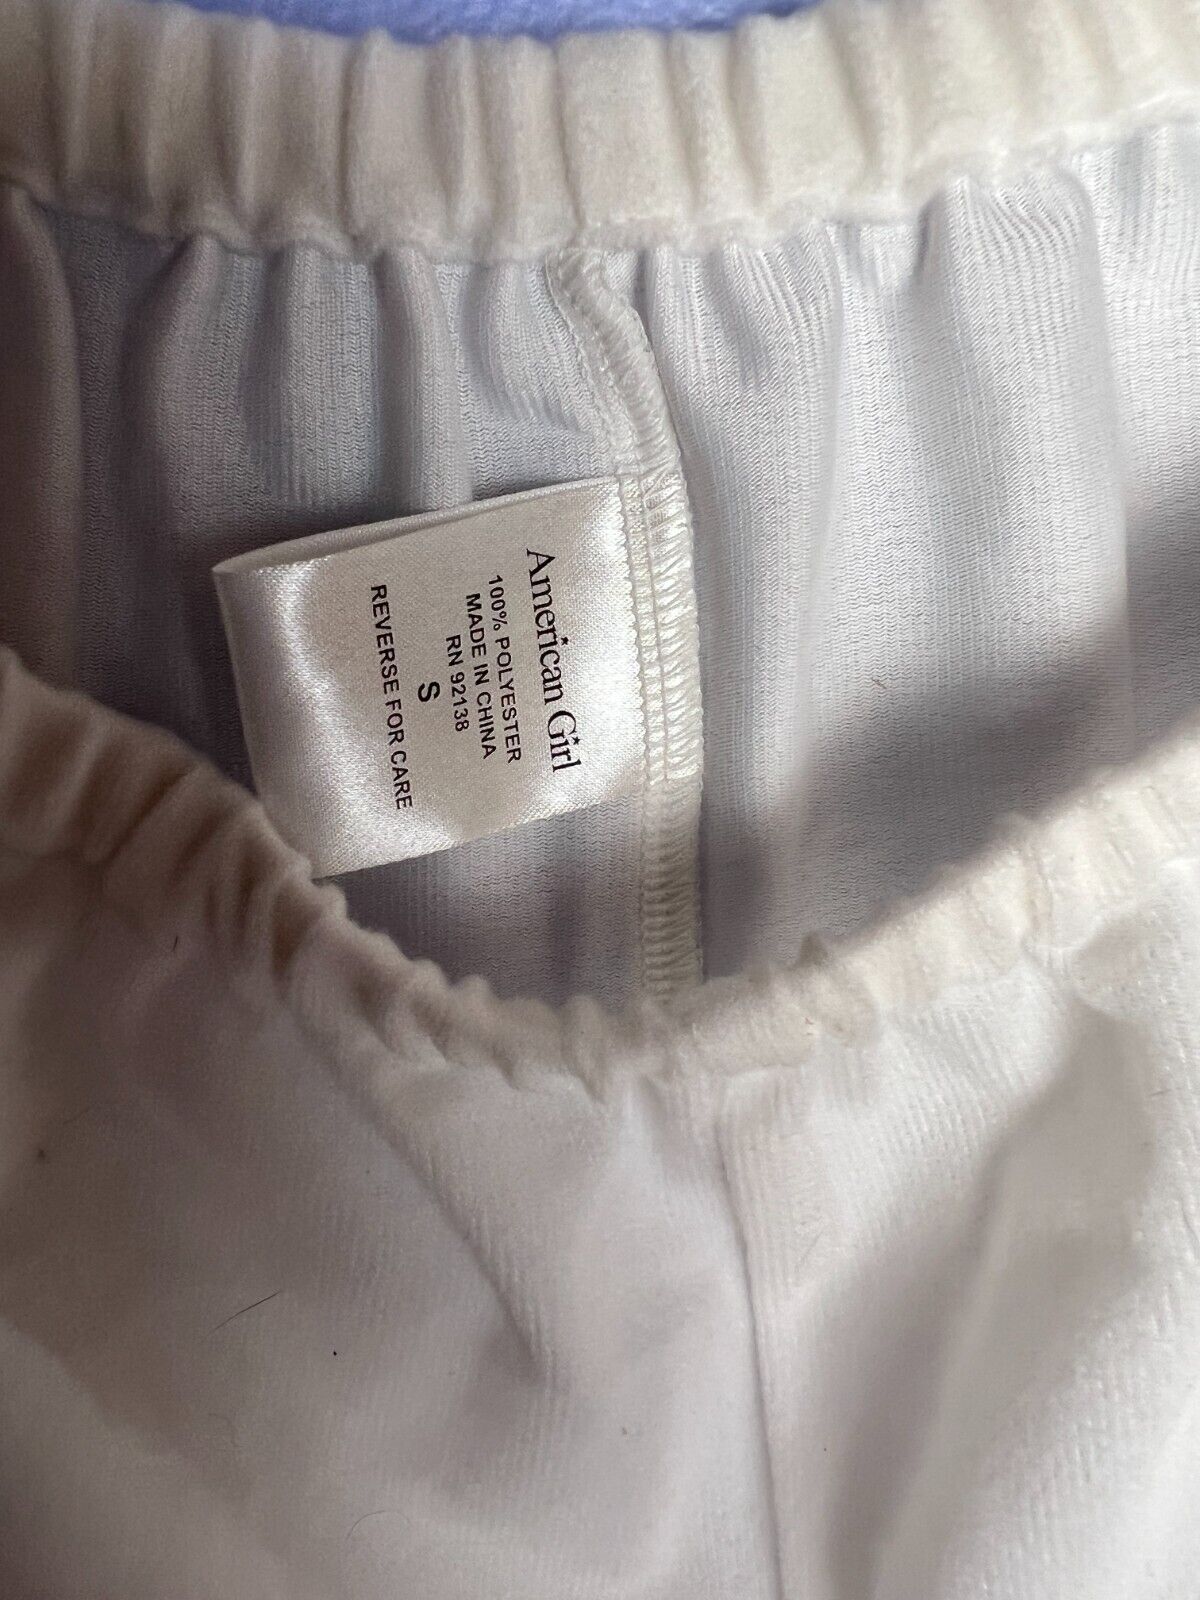 American Girl
100% POLYESTER
MADE IN CHINA
RN 92138
S
REVERSE FOR CARE